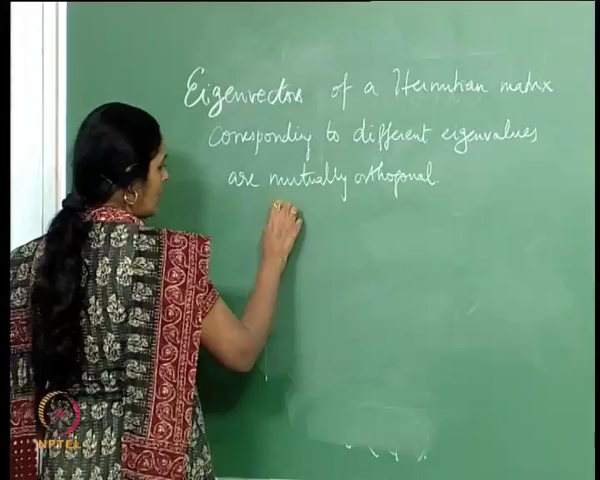 Eigenvectors of a Hermitian matrix
corresponding to different eigenvalues
are mutually orthogonal.
NPTEL